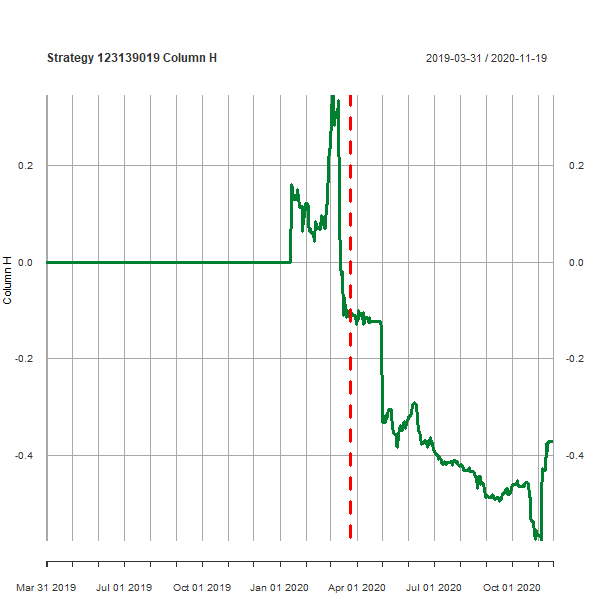 Strategy 123139019 Column H
2019-03-31 / 2020-11-19
Column H
0.2
0.0
-0.2
-0.4
0.2
0.0
-0.2
-0.4
Mar 31 2019
Jul 01 2019
Oct 01 2019
Jan 01 2020
Apr 01 2020
Jul 01 2020
Oct 01 2020